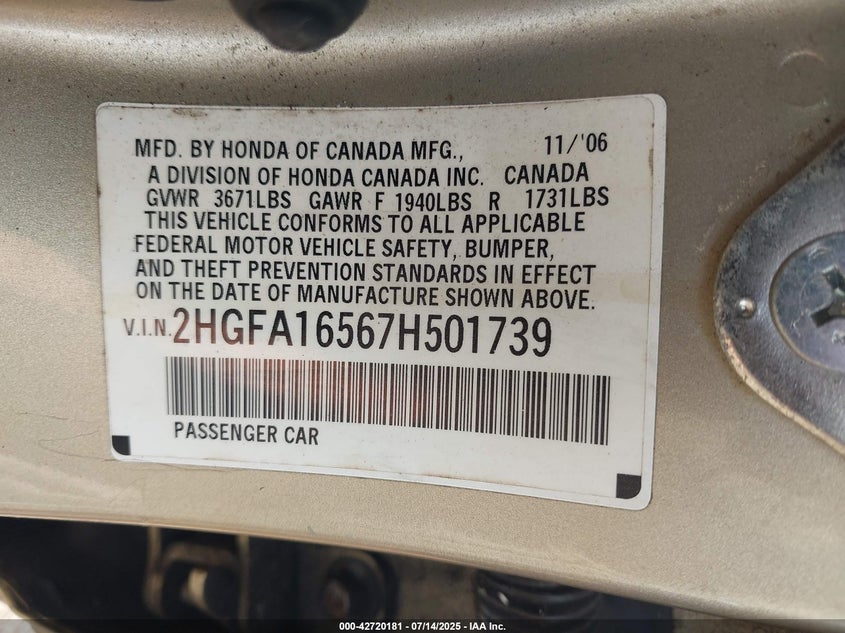 MFD. BY HONDA OF CANADA MFG., 11/'06
A DIVISION OF HONDA CANADA INC. CANADA
GVWR 3671LBS GAWR F 1940LBS R 1731LBS
THIS VEHICLE CONFORMS TO ALL APPLICABLE
FEDERAL MOTOR VEHICLE SAFETY, BUMPER,
AND THEFT PREVENTION STANDARDS IN EFFECT
ON THE DATE OF MANUFACTURE SHOWN ABOVE.
V.I.N. 2HGFA16567H501739
PASSENGER CAR
000-42720181 - 07/14/2025 - IAA Inc.